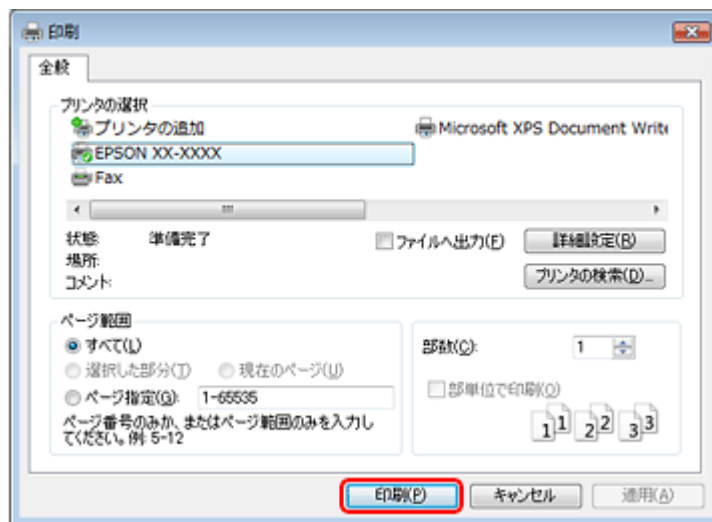 印刷
全般
プリンタの選択
プリンタの追加 Microsoft XPS Document Write
EPSON XX-XXXX
Fax
状態: 準備完了 ファイルへ出力(F) 詳細設定(R)
場所:
コメント: プリンタの検索(D)...
ページ範囲
すべて(L) 部数(C): 1
選択した部分(T) 現在のページ(U)
ページ指定(G): 1-65535 部単位で印刷(O)
ページ番号のみか、またはページ範囲のみを入力し
てください。例: 5-12
11 22 33
印刷(P) キャンセル 適用(A)